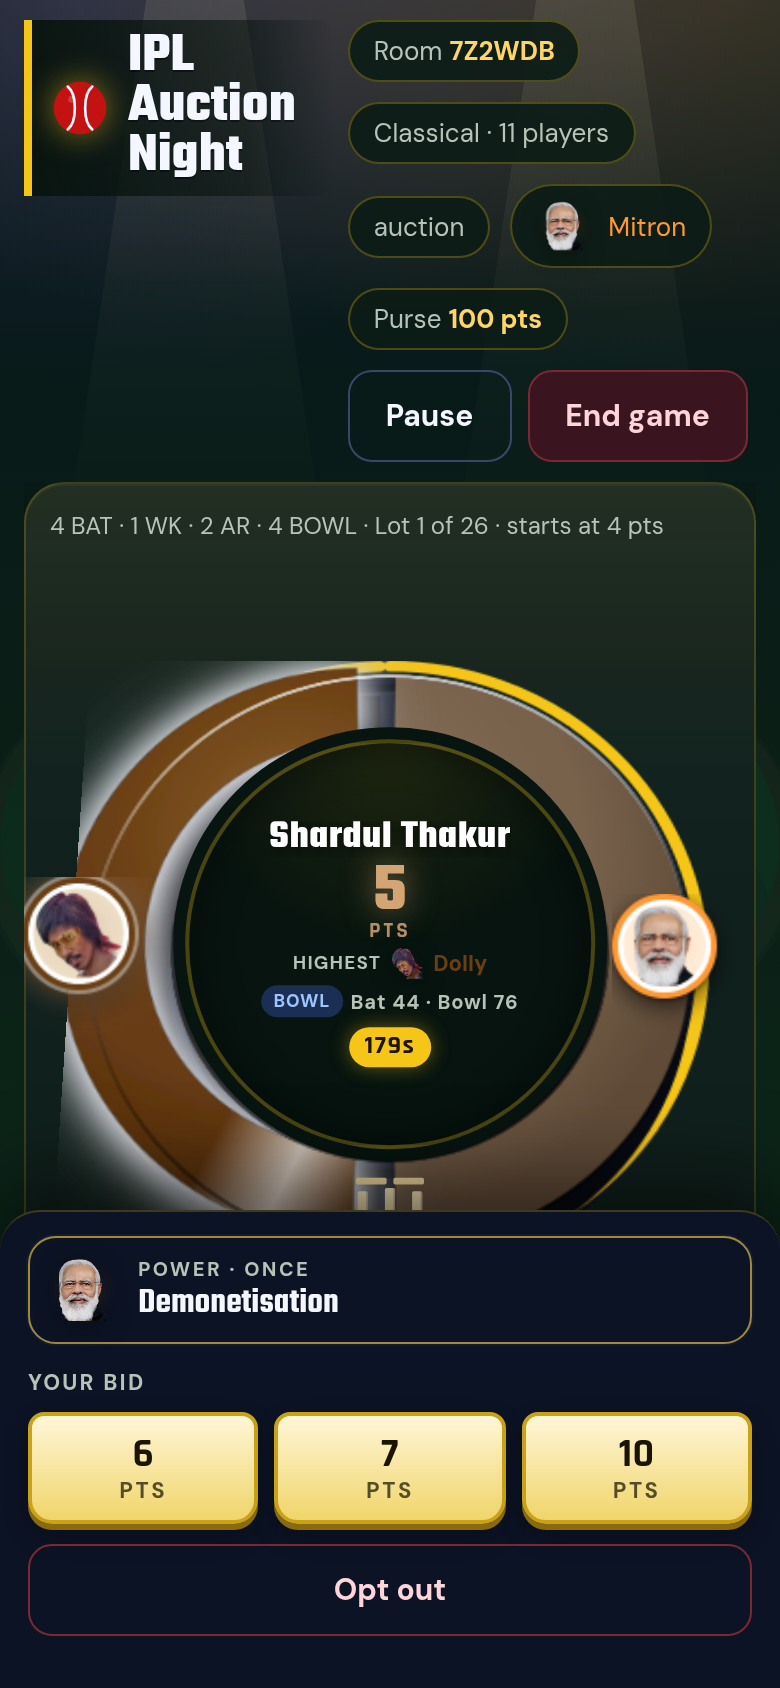 IPL
Auction
Night
Room 7Z2WDB
Classical · 11 players
auction
Mitron
Purse 100 pts
Pause
End game
4 BAT · 1 WK · 2 AR · 4 BOWL · Lot 1 of 26 · starts at 4 pts
Shardul Thakur
5
PTS
HIGHEST Dolly
BOWL Bat 44 · Bowl 76
179s
POWER · ONCE
Demonetisation
YOUR BID
6
PTS
7
PTS
10
PTS
Opt out